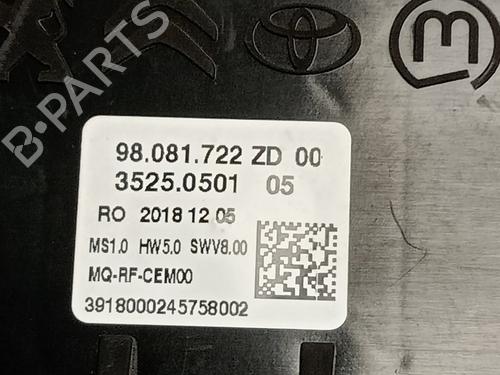 B-PARTS
m
98.081.722 ZD 00
3525.0501 05
RO 2018 12 05
MS1.0 HW5.0 SWV8.00
MQ-RF-CEM00
3918000245758002